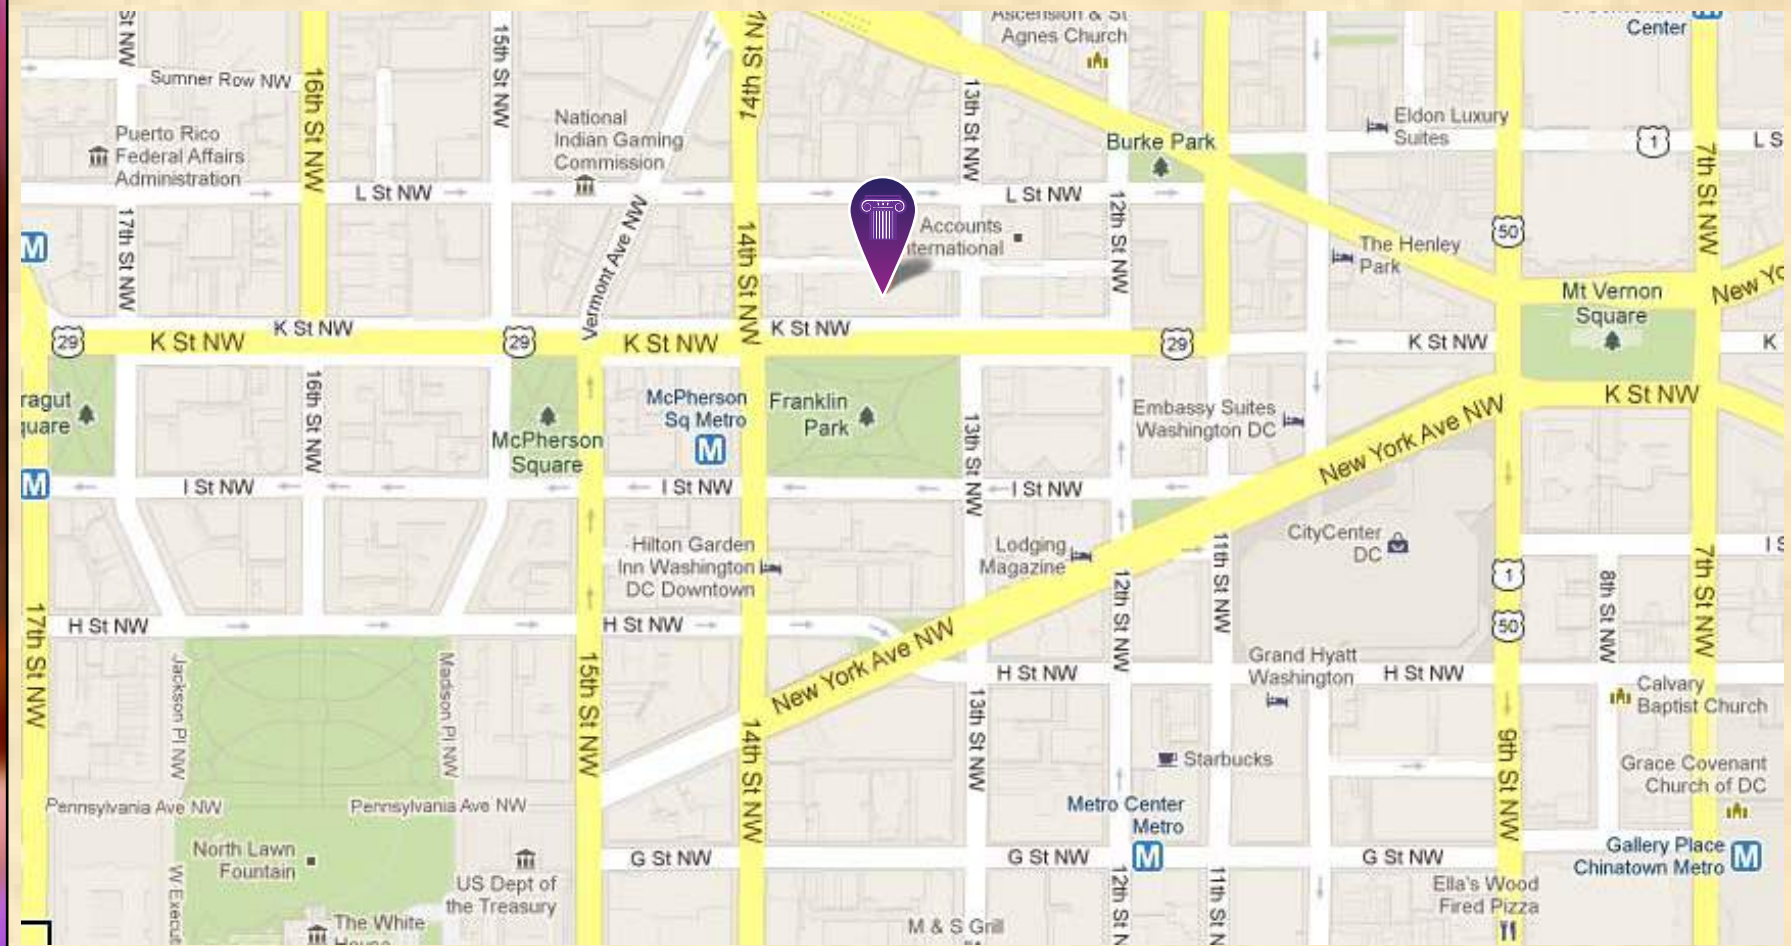 Ascension & St
Agnes Church
Center
St NW
Sumner Row NW
16th St NW
15th St NW
14th St NW
13th St NW
National
Indian Gaming
Commission
Puerto Rico
Federal Affairs
Administration
Burke Park
Eldon Luxury
Suites
1
L S
7th St NW
L St NW
L St NW
17th St NW
Vermont Ave NW
14th St NW
Accounts
nternational
12th St NW
50
The Henley
Park
Mt Vernon
Square
New Yo
M
29
K St NW
K St NW
29
K St NW
K St NW
29
K St NW
K
ragut
quare
16th St NW
McPherson
Square
McPherson
Sq Metro
M
Franklin
Park
13th St NW
Embassy Suites
Washington DC
New York Ave NW
K St NW
M
I St NW
I St NW
I St NW
Hilton Garden
Inn Washington
DC Downtown
Lodging
Magazine
11th St NW
CityCenter
DC
I S
1
50
8th St NW
7th St NW
12th St NW
17th St NW
H St NW
H St NW
Jackson Pl NW
Madison Pl NW
15th St NW
New York Ave NW
H St NW
Grand Hyatt
Washington
H St NW
Calvary
Baptist Church
13th St NW
14th St NW
9th St NW
Starbucks
Grace Covenant
Church of DC
Pennsylvania Ave NW
Pennsylvania Ave NW
Metro Center
Metro
M
North Lawn
Fountain
W Execut
US Dept of
the Treasury
G St NW
G St NW
G St NW
Gallery Place
Chinatown Metro
M
12th St N
11th St N
Ella's Wood
Fired Pizza
The White
House
M & S Grill